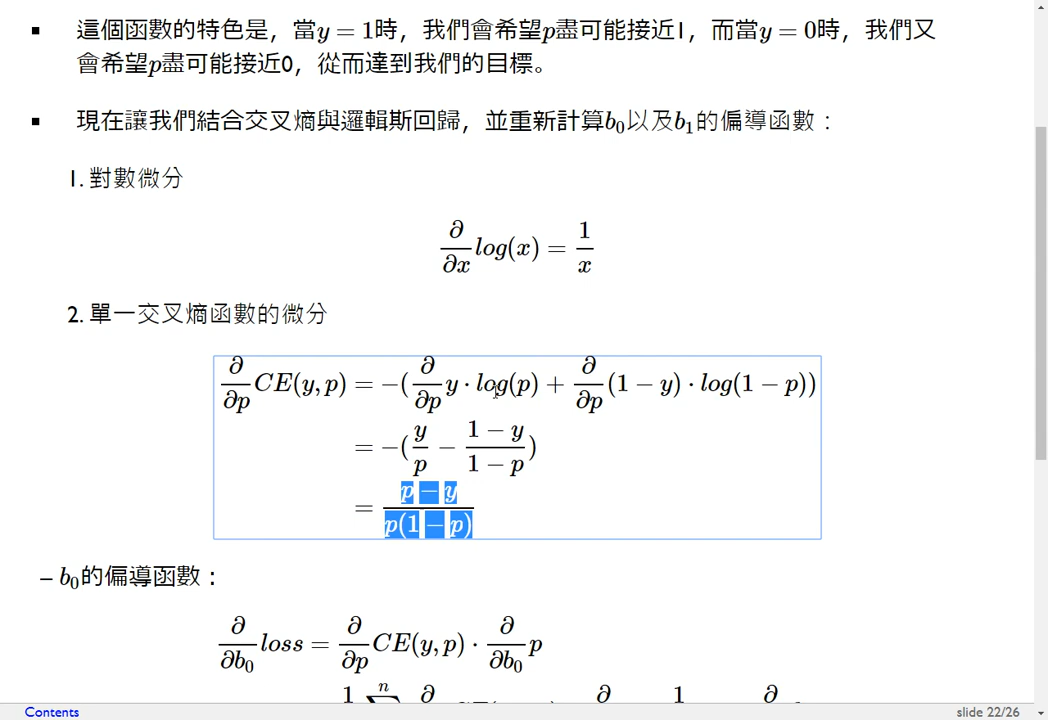 ▪ 這個函數的特色是，當y = 1時，我們會希望p盡可能接近1，而當y = 0時，我們又
會希望p盡可能接近0，從而達到我們的目標。
▪ 現在讓我們結合交叉熵與邏輯斯回歸，並重新計算b₀以及b₁的偏導函數：
1. 對數微分
∂/∂x log(x) = 1/x
2. 單一交叉熵函數的微分
∂/∂p CE(y, p) = −(∂/∂p y · log(p) + ∂/∂p (1 − y) · log(1 − p))
= −(y/p − (1 − y)/(1 − p))
= (p − y)/(p(1 − p))
– b₀的偏導函數：
∂/∂b₀ loss = ∂/∂p CE(y, p) · ∂/∂b₀ p
Contents
slide 22/26